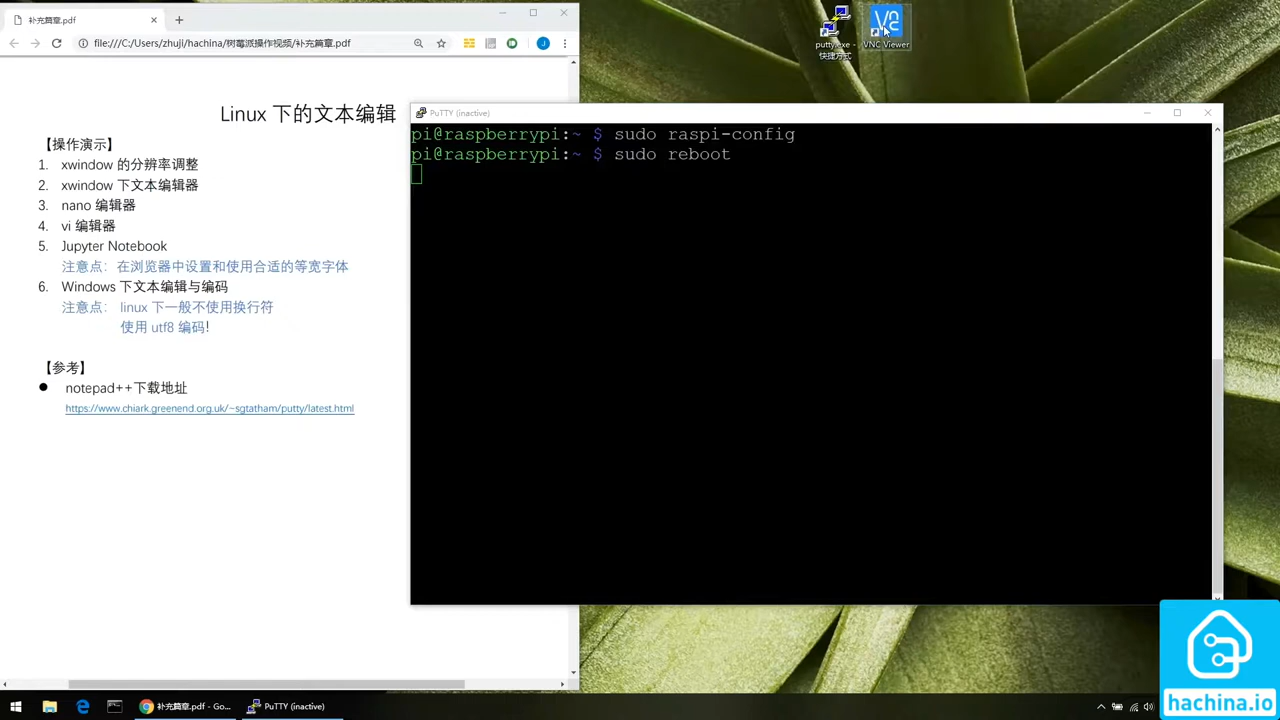 补充篇章.pdf
file:///C:/Users/zhuji/hachina/树莓派操作视频/补充篇章.pdf
J
putty.exe - 快捷方式
VNC Viewer
Linux 下的文本编辑
【操作演示】
1. xwindow 的分辨率调整
2. xwindow 下文本编辑器
3. nano 编辑器
4. vi 编辑器
5. Jupyter Notebook
注意点：在浏览器中设置和使用合适的等宽字体
6. Windows 下文本编辑与编码
注意点： linux 下一般不使用换行符
使用 utf8 编码！
【参考】
● notepad++下载地址
https://www.chiark.greenend.org.uk/~sgtatham/putty/latest.html
PuTTY (inactive)
pi@raspberrypi:~ $ sudo raspi-config
pi@raspberrypi:~ $ sudo reboot
补充篇章.pdf - Go...
PuTTY (inactive)
hachina.io